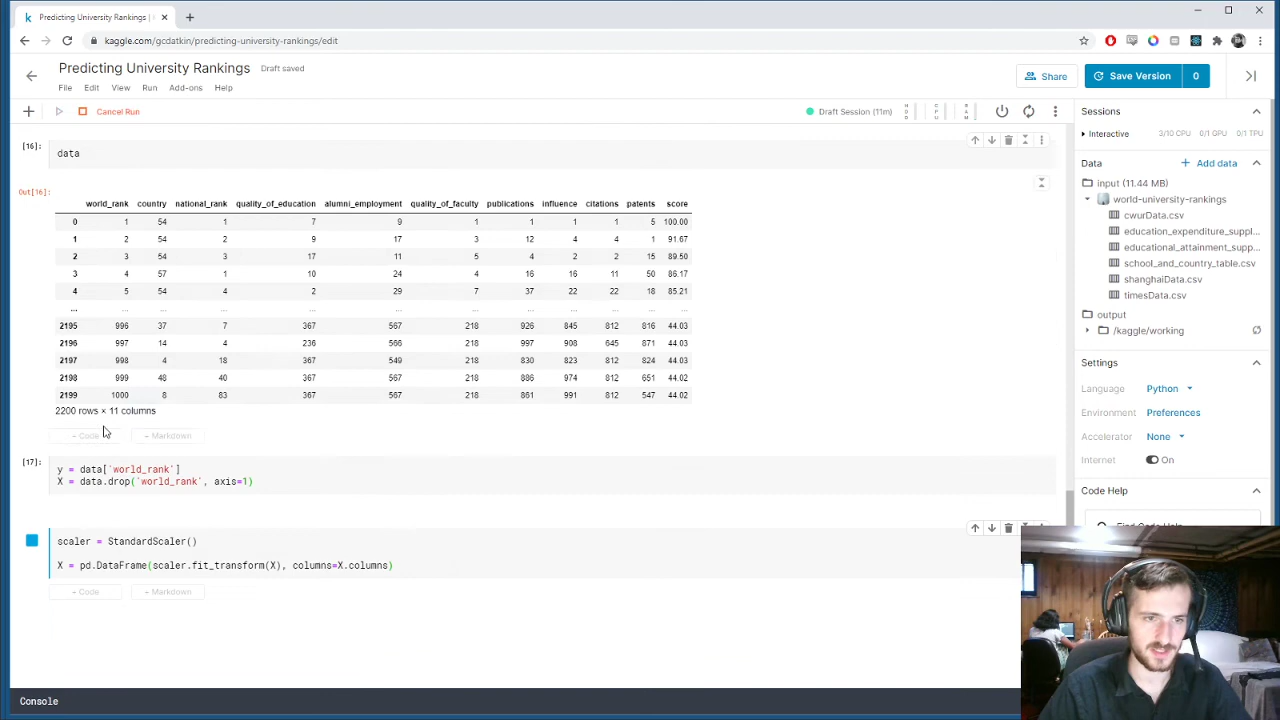 Predicting University Rankings |
kaggle.com/gcdatkin/predicting-university-rankings/edit
Predicting University Rankings Draft saved
File Edit View Run Add-ons Help
Share
Save Version 0
Cancel Run
Draft Session (11m)
[16]:
data
Out[16]:
world_rank country national_rank quality_of_education alumni_employment quality_of_faculty publications influence citations patents score
0 1 54 1 7 9 1 1 1 1 5 100.00
1 2 54 2 9 17 3 12 4 4 1 91.67
2 3 54 3 17 11 5 4 2 2 15 89.50
3 4 57 1 10 24 4 16 16 11 50 86.17
4 5 54 4 2 29 7 37 22 22 18 85.21
... ... ... ... ... ... ... ... ... ... ... ...
2195 996 37 7 367 567 218 926 845 812 816 44.03
2196 997 14 4 236 566 218 997 908 645 871 44.03
2197 998 4 18 367 549 218 830 823 812 824 44.03
2198 999 48 40 367 567 218 886 974 812 651 44.02
2199 1000 8 83 367 567 218 861 991 812 547 44.02
2200 rows × 11 columns
+ Code + Markdown
[17]:
y = data['world_rank']
X = data.drop('world_rank', axis=1)
scaler = StandardScaler()
X = pd.DataFrame(scaler.fit_transform(X), columns=X.columns)
+ Code + Markdown
Console
Sessions
Interactive 3/10 CPU 0/1 GPU 0/1 TPU
Data + Add data
input (11.44 MB)
world-university-rankings
cwurData.csv
education_expenditure_suppl...
educational_attainment_supp...
school_and_country_table.csv
shanghaiData.csv
timesData.csv
output
/kaggle/working
Settings
Language Python
Environment Preferences
Accelerator None
Internet On
Code Help